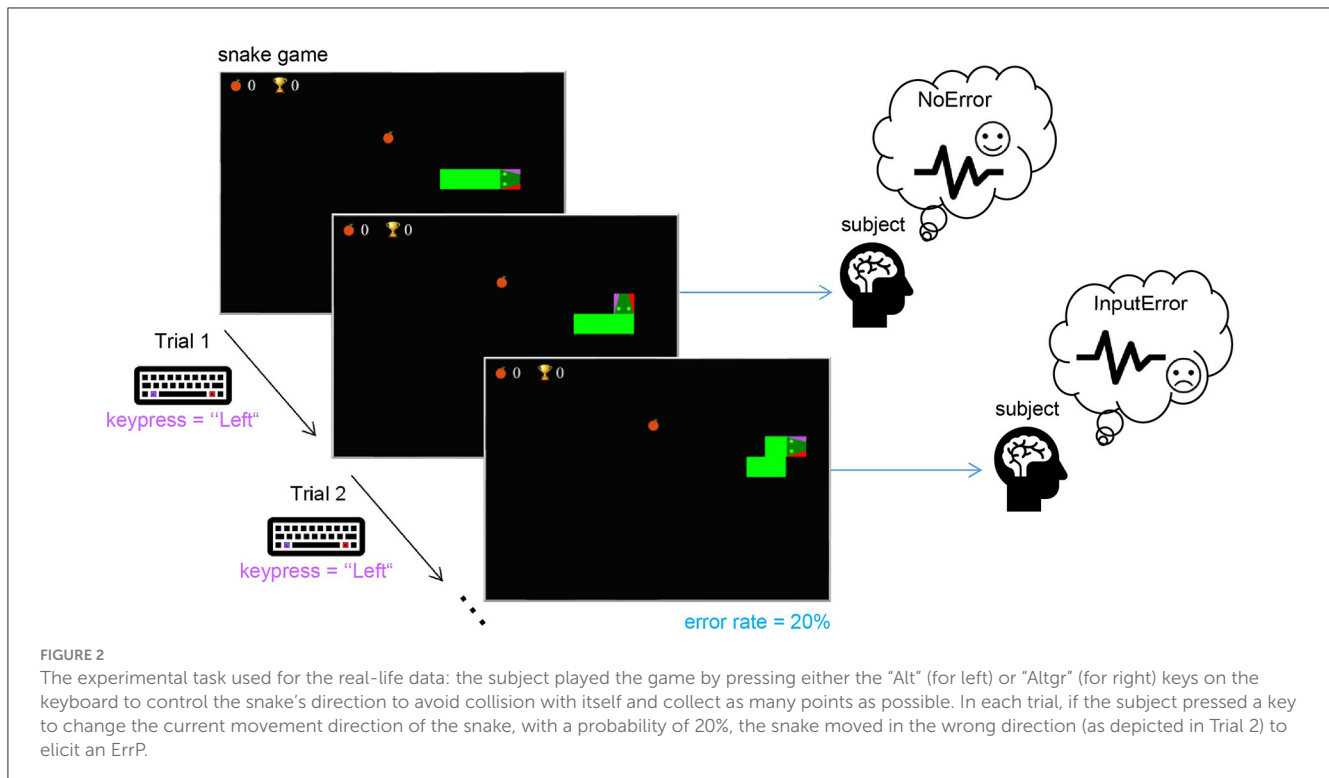 snake game
0 0
NoError
subject
0 0
InputError
Trial 1
keypress = “Left“
0 0
subject
Trial 2
keypress = “Left“
error rate = 20%
FIGURE 2
The experimental task used for the real-life data: the subject played the game by pressing either the “Alt” (for left) or “Altgr” (for right) keys on the
keyboard to control the snake’s direction to avoid collision with itself and collect as many points as possible. In each trial, if the subject pressed a key
to change the current movement direction of the snake, with a probability of 20%, the snake moved in the wrong direction (as depicted in Trial 2) to
elicit an ErrP.